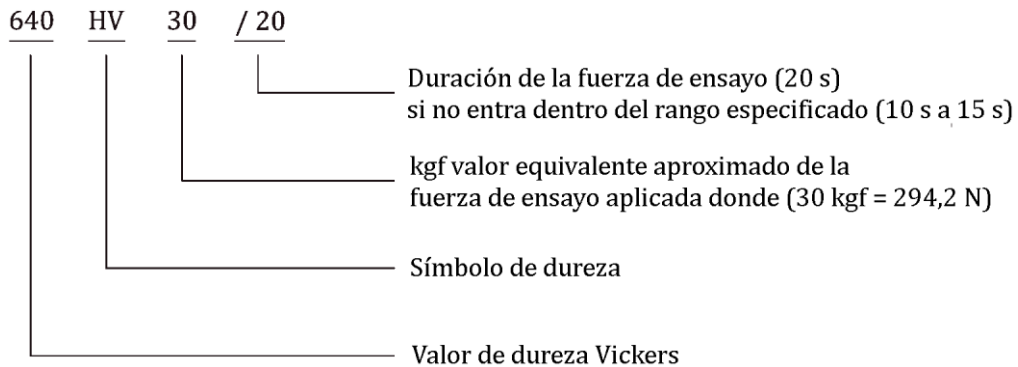 640 HV 30 / 20
Duración de la fuerza de ensayo (20 s)
si no entra dentro del rango especificado (10 s a 15 s)
kgf valor equivalente aproximado de la
fuerza de ensayo aplicada donde (30 kgf = 294,2 N)
Símbolo de dureza
Valor de dureza Vickers